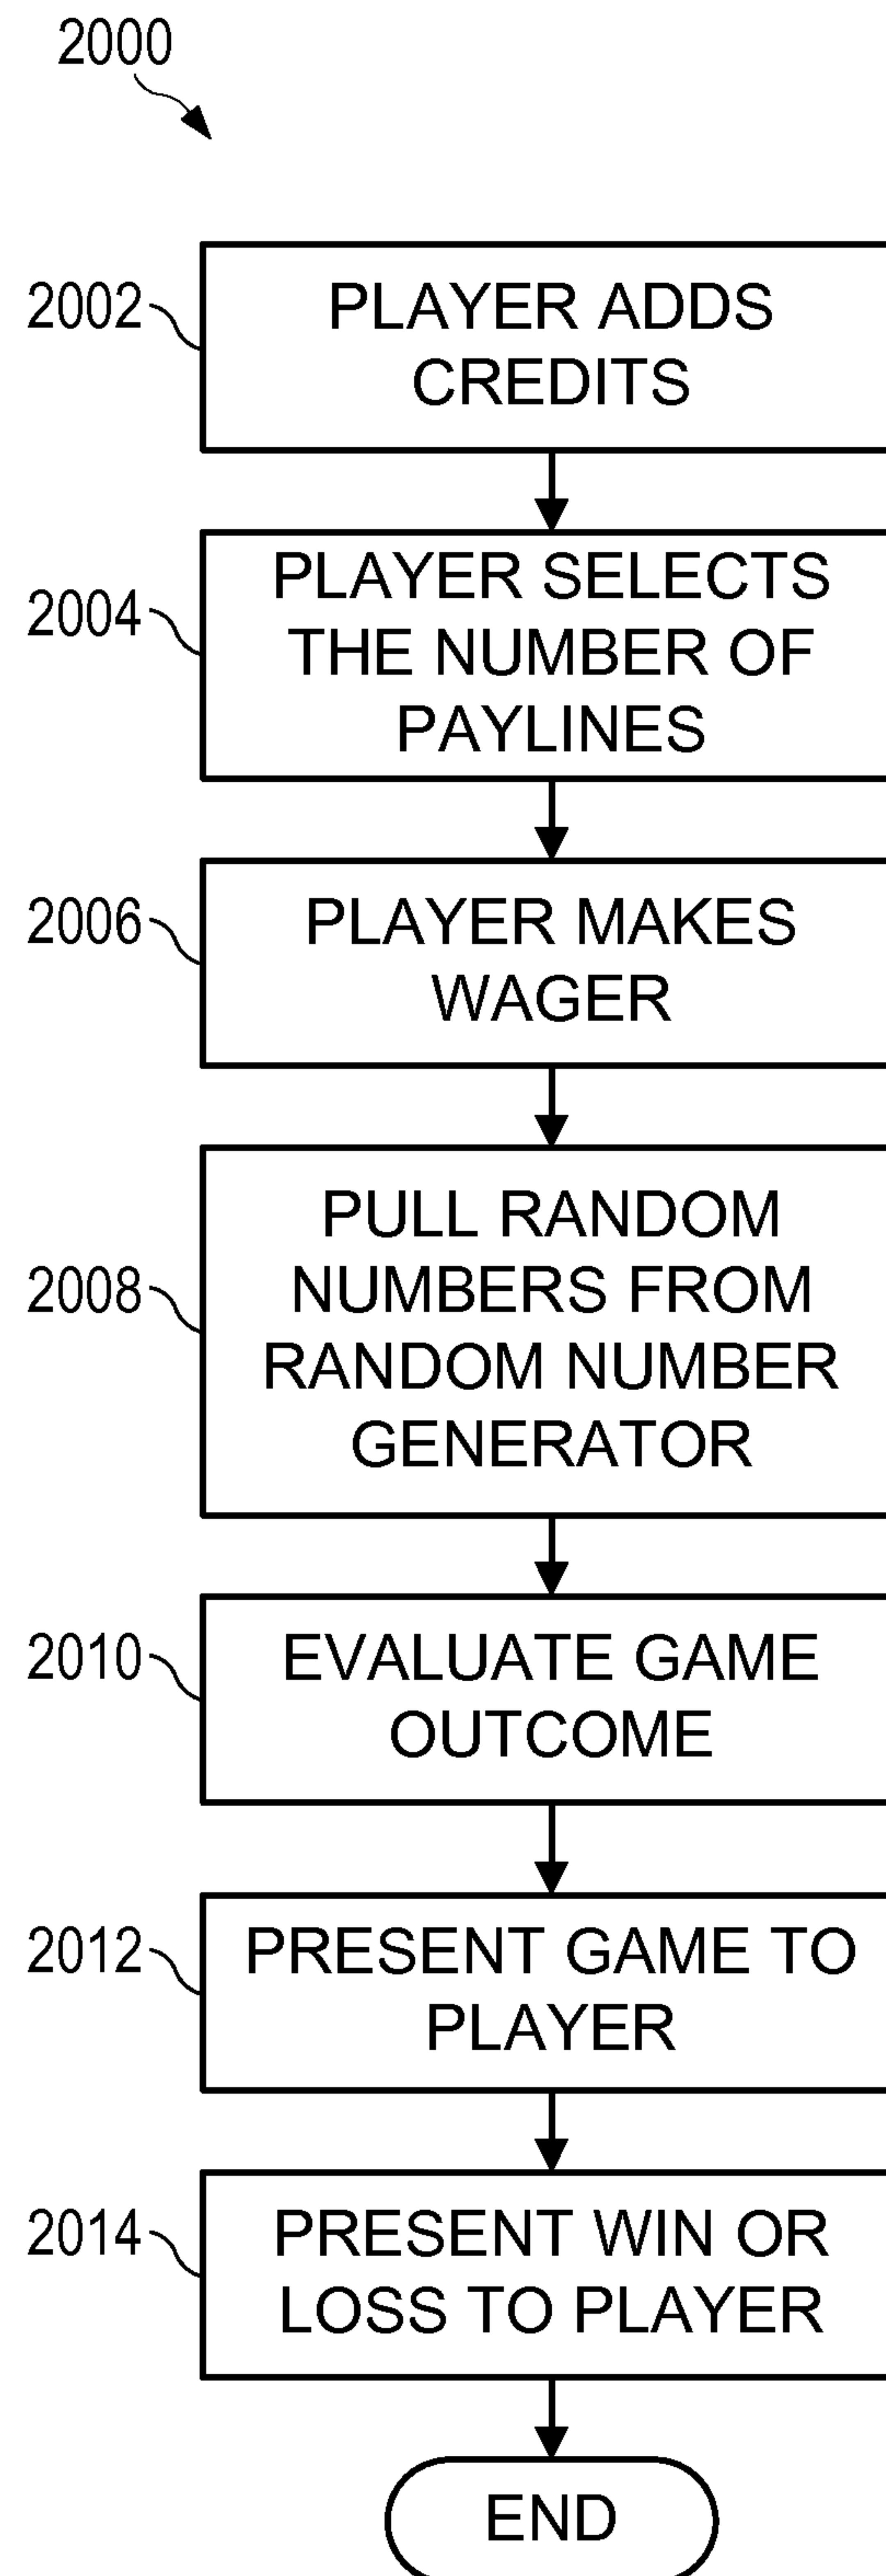 2000
2002
PLAYER ADDS
CREDITS
2004
PLAYER SELECTS
THE NUMBER OF
PAYLINES
2006
PLAYER MAKES
WAGER
2008
PULL RANDOM
NUMBERS FROM
RANDOM NUMBER
GENERATOR
2010
EVALUATE GAME
OUTCOME
2012
PRESENT GAME TO
PLAYER
2014
PRESENT WIN OR
LOSS TO PLAYER
END